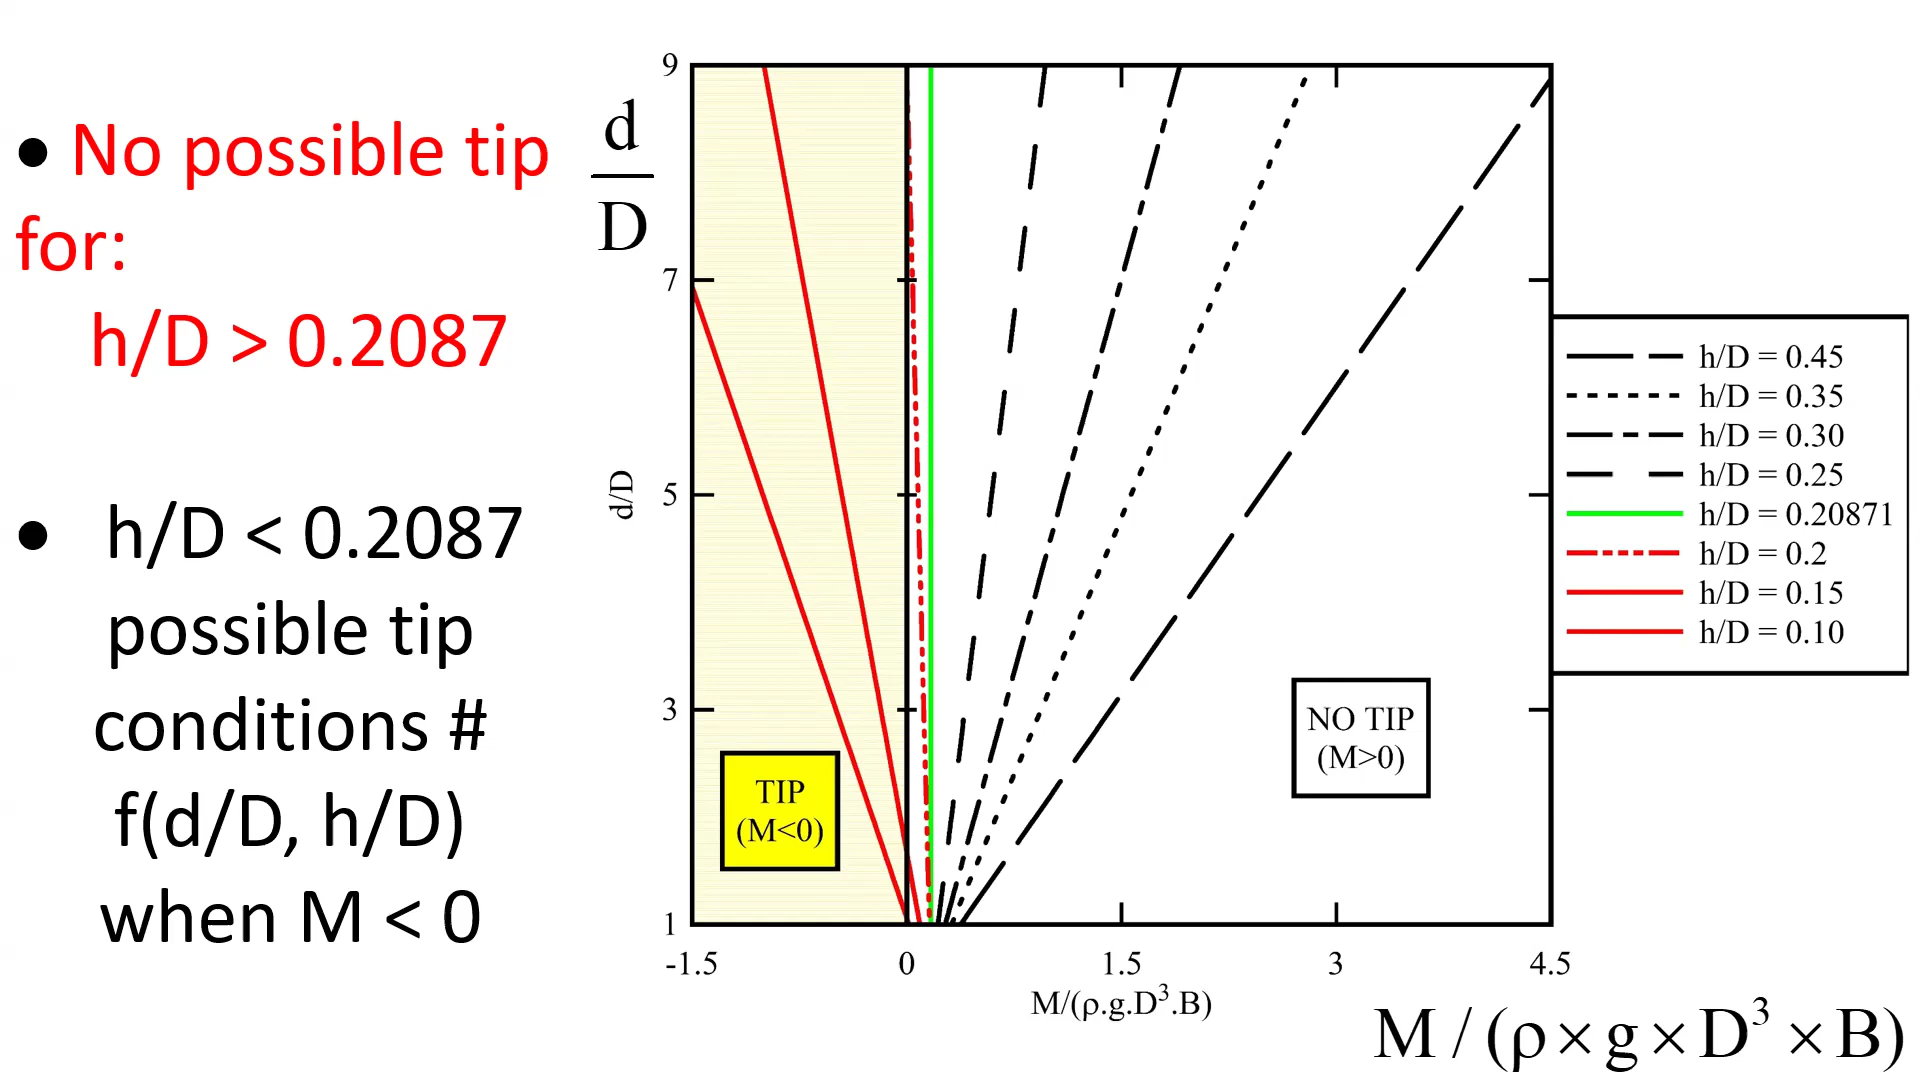 • No possible tip
for:
h/D > 0.2087
• h/D < 0.2087
possible tip
conditions #
f(d/D, h/D)
when M < 0
d
D
9
7
5
3
1
d/D
-1.5
0
1.5
3
4.5
M/(ρ.g.D³.B)
TIP
(M<0)
NO TIP
(M>0)
h/D = 0.45
h/D = 0.35
h/D = 0.30
h/D = 0.25
h/D = 0.20871
h/D = 0.2
h/D = 0.15
h/D = 0.10
M / (ρ × g × D³ × B)